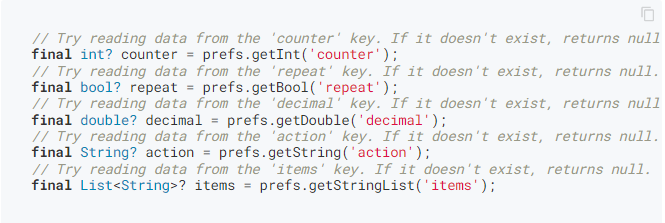 // Try reading data from the 'counter' key. If it doesn't exist, returns null
final int? counter = prefs.getInt('counter');
// Try reading data from the 'repeat' key. If it doesn't exist, returns null.
final bool? repeat = prefs.getBool('repeat');
// Try reading data from the 'decimal' key. If it doesn't exist, returns null
final double? decimal = prefs.getDouble('decimal');
// Try reading data from the 'action' key. If it doesn't exist, returns null.
final String? action = prefs.getString('action');
// Try reading data from the 'items' key. If it doesn't exist, returns null.
final List<String>? items = prefs.getStringList('items');